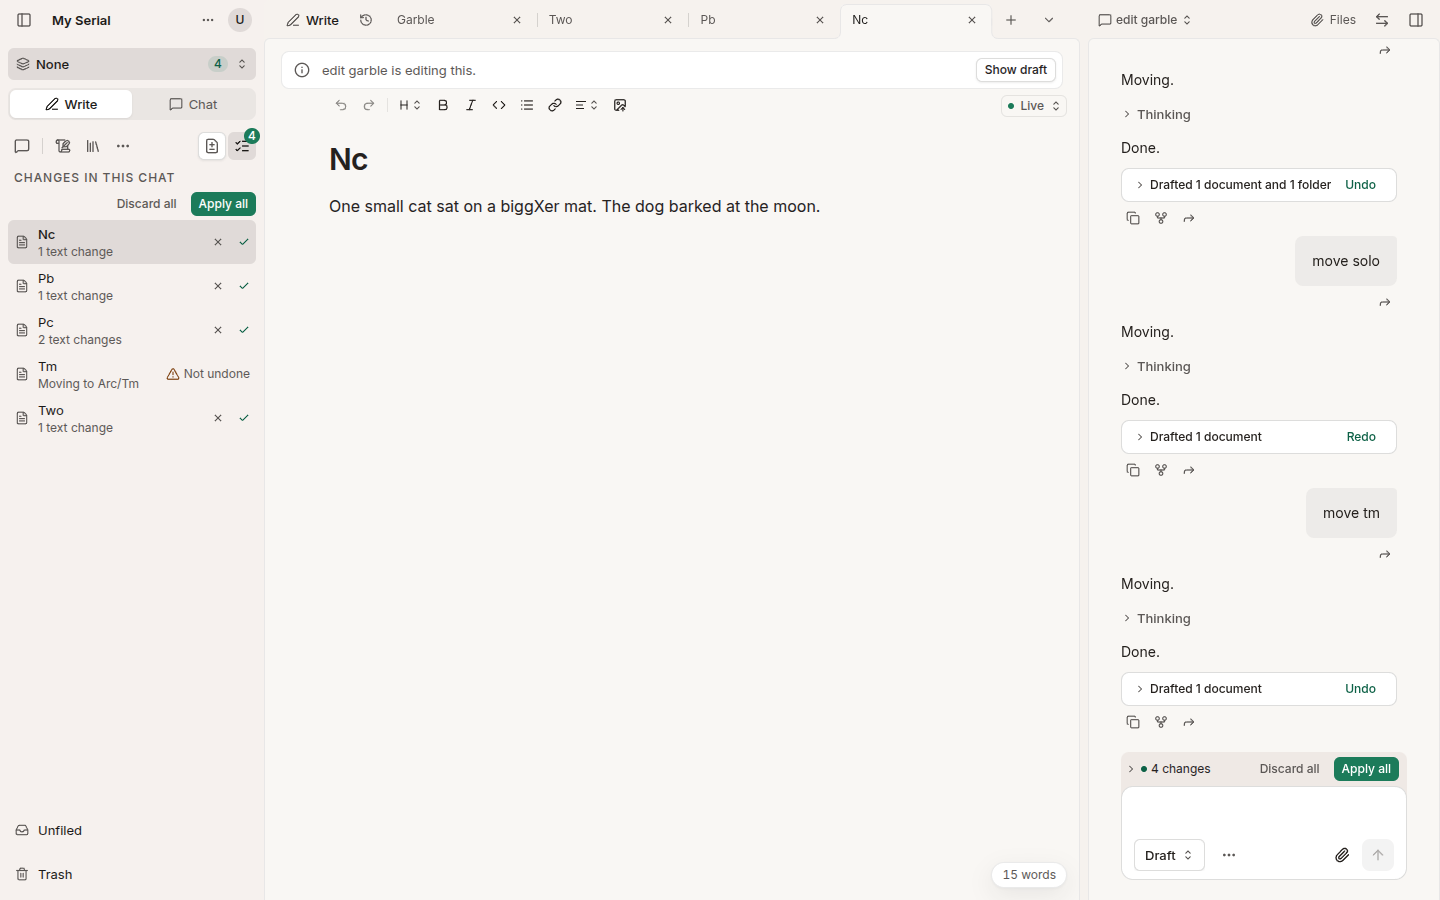 My Serial
U
None
4
Write
Chat
4
CHANGES IN THIS CHAT
Discard all
Apply all
Nc
1 text change
Pb
1 text change
Pc
2 text changes
Tm
Moving to Arc/Tm
Not undone
Two
1 text change
Unfiled
Trash
Write
Garble
Two
Pb
Nc
edit garble is editing this.
Show draft
H
B
I
Live
Nc
One small cat sat on a biggXer mat. The dog barked at the moon.
15 words
edit garble
Files
Moving.
Thinking
Done.
Drafted 1 document and 1 folder
Undo
move solo
Moving.
Thinking
Done.
Drafted 1 document
Redo
move tm
Moving.
Thinking
Done.
Drafted 1 document
Undo
4 changes
Discard all
Apply all
Draft